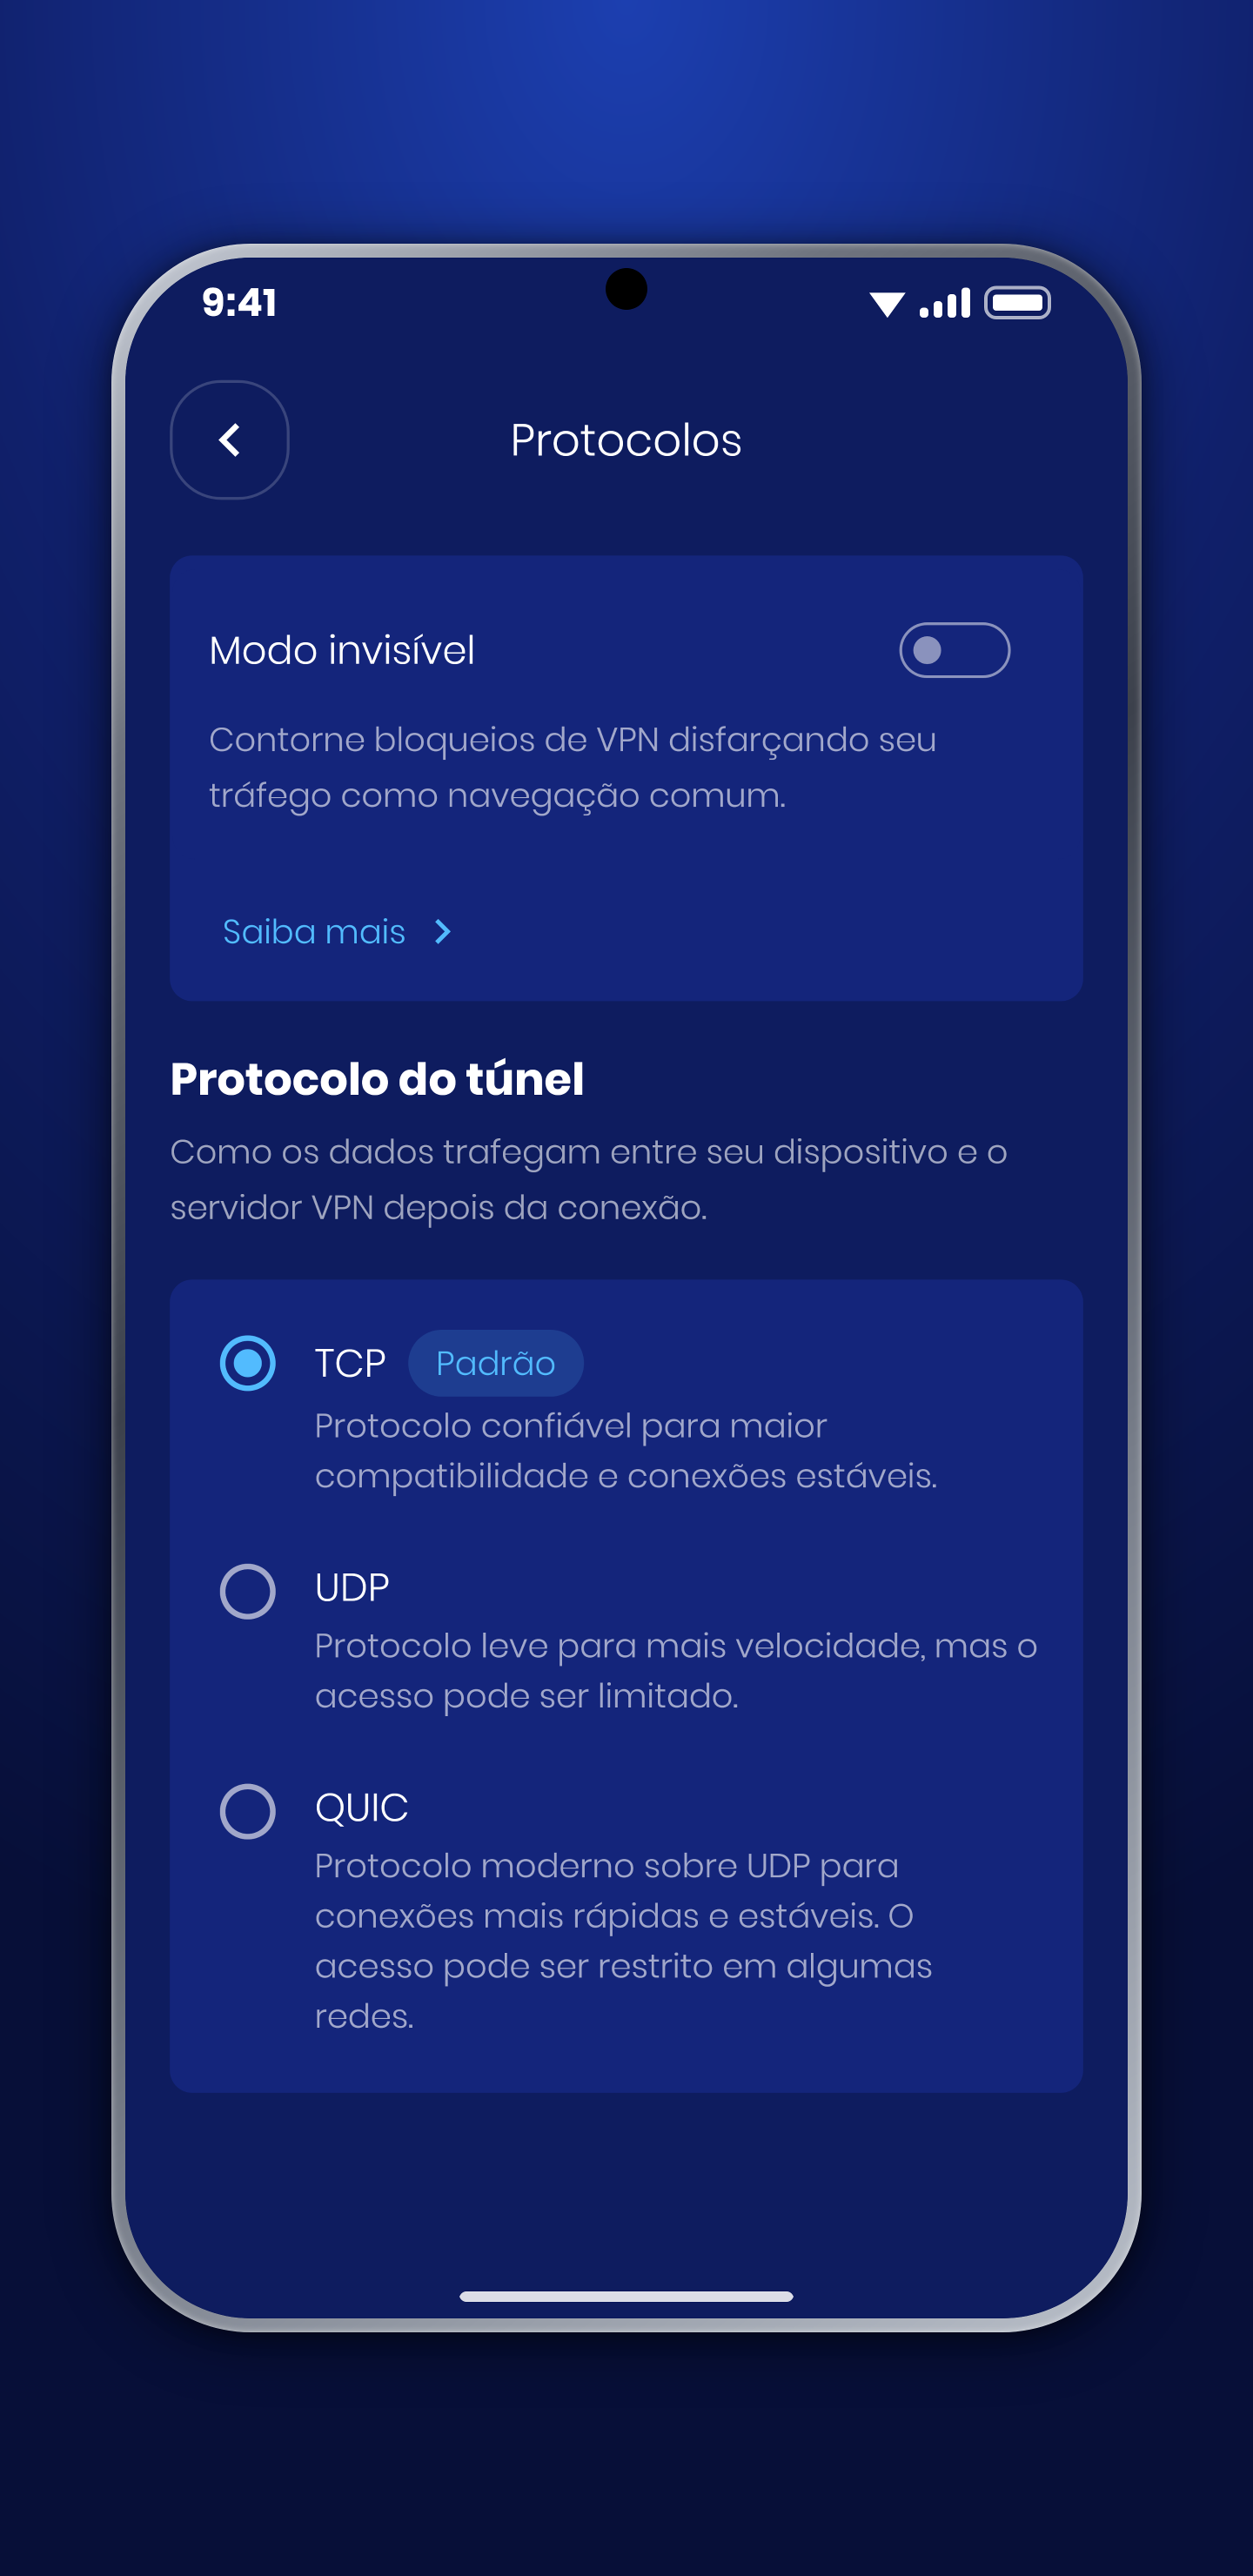 9:41
Protocolos
Modo invisível
Contorne bloqueios de VPN disfarçando seu
tráfego como navegação comum.
Saiba mais
Protocolo do túnel
Como os dados trafegam entre seu dispositivo e o
servidor VPN depois da conexão.
TCP Padrão
Protocolo confiável para maior
compatibilidade e conexões estáveis.
UDP
Protocolo leve para mais velocidade, mas o
acesso pode ser limitado.
QUIC
Protocolo moderno sobre UDP para
conexões mais rápidas e estáveis. O
acesso pode ser restrito em algumas
redes.